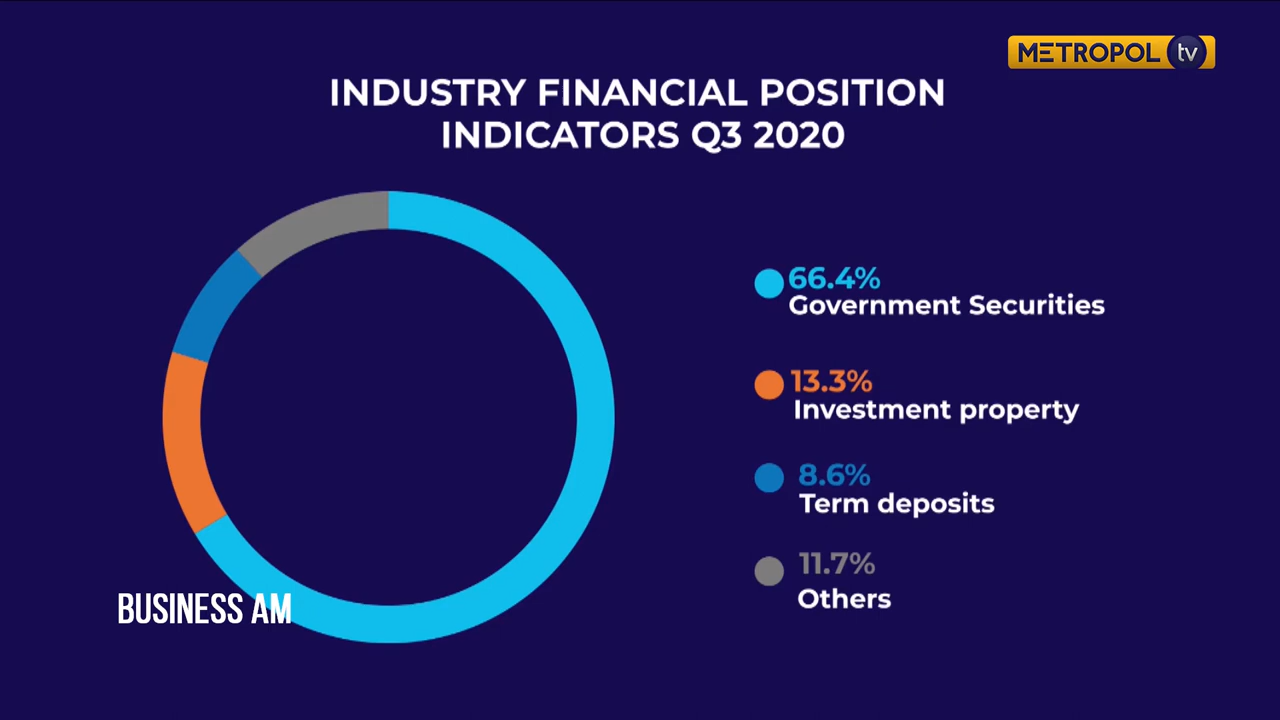 METROPOL tv
INDUSTRY FINANCIAL POSITION
INDICATORS Q3 2020
66.4%
Government Securities
13.3%
Investment property
8.6%
Term deposits
11.7%
Others
BUSINESS AM